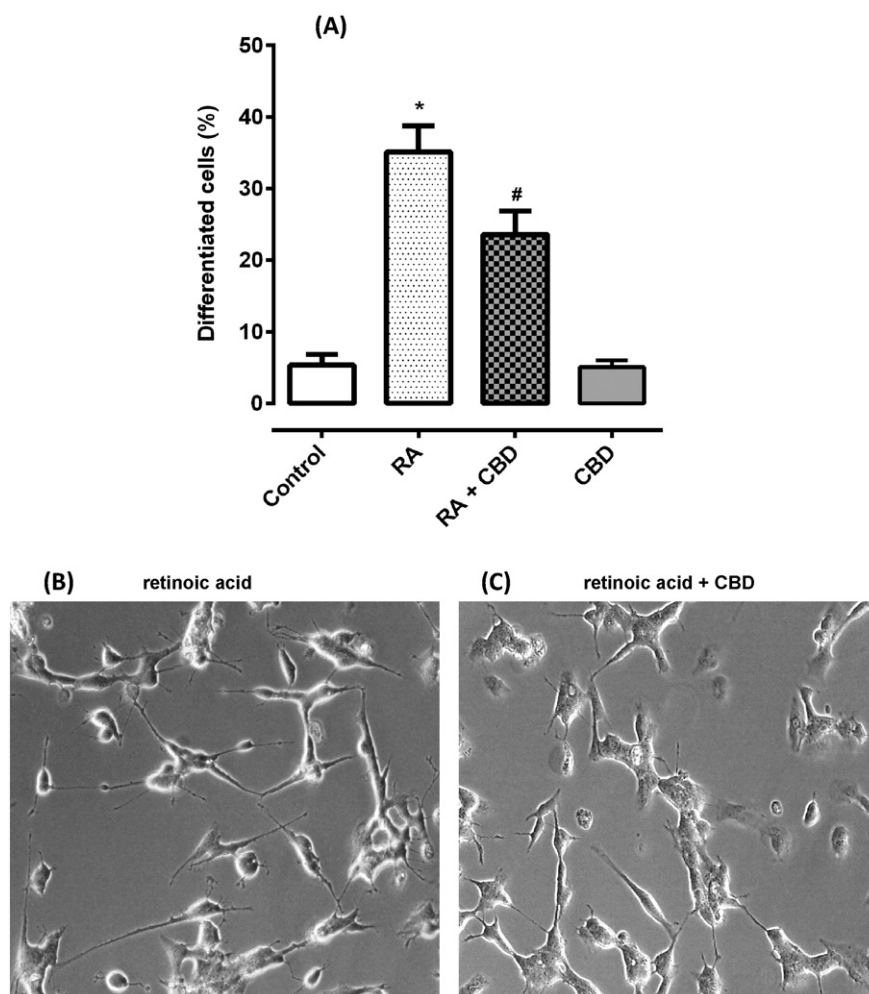 (A)
50
40
30
20
10
0
Differentiated cells (%)
*
#
Control
RA
RA + CBD
CBD
(B) retinoic acid
(C) retinoic acid + CBD